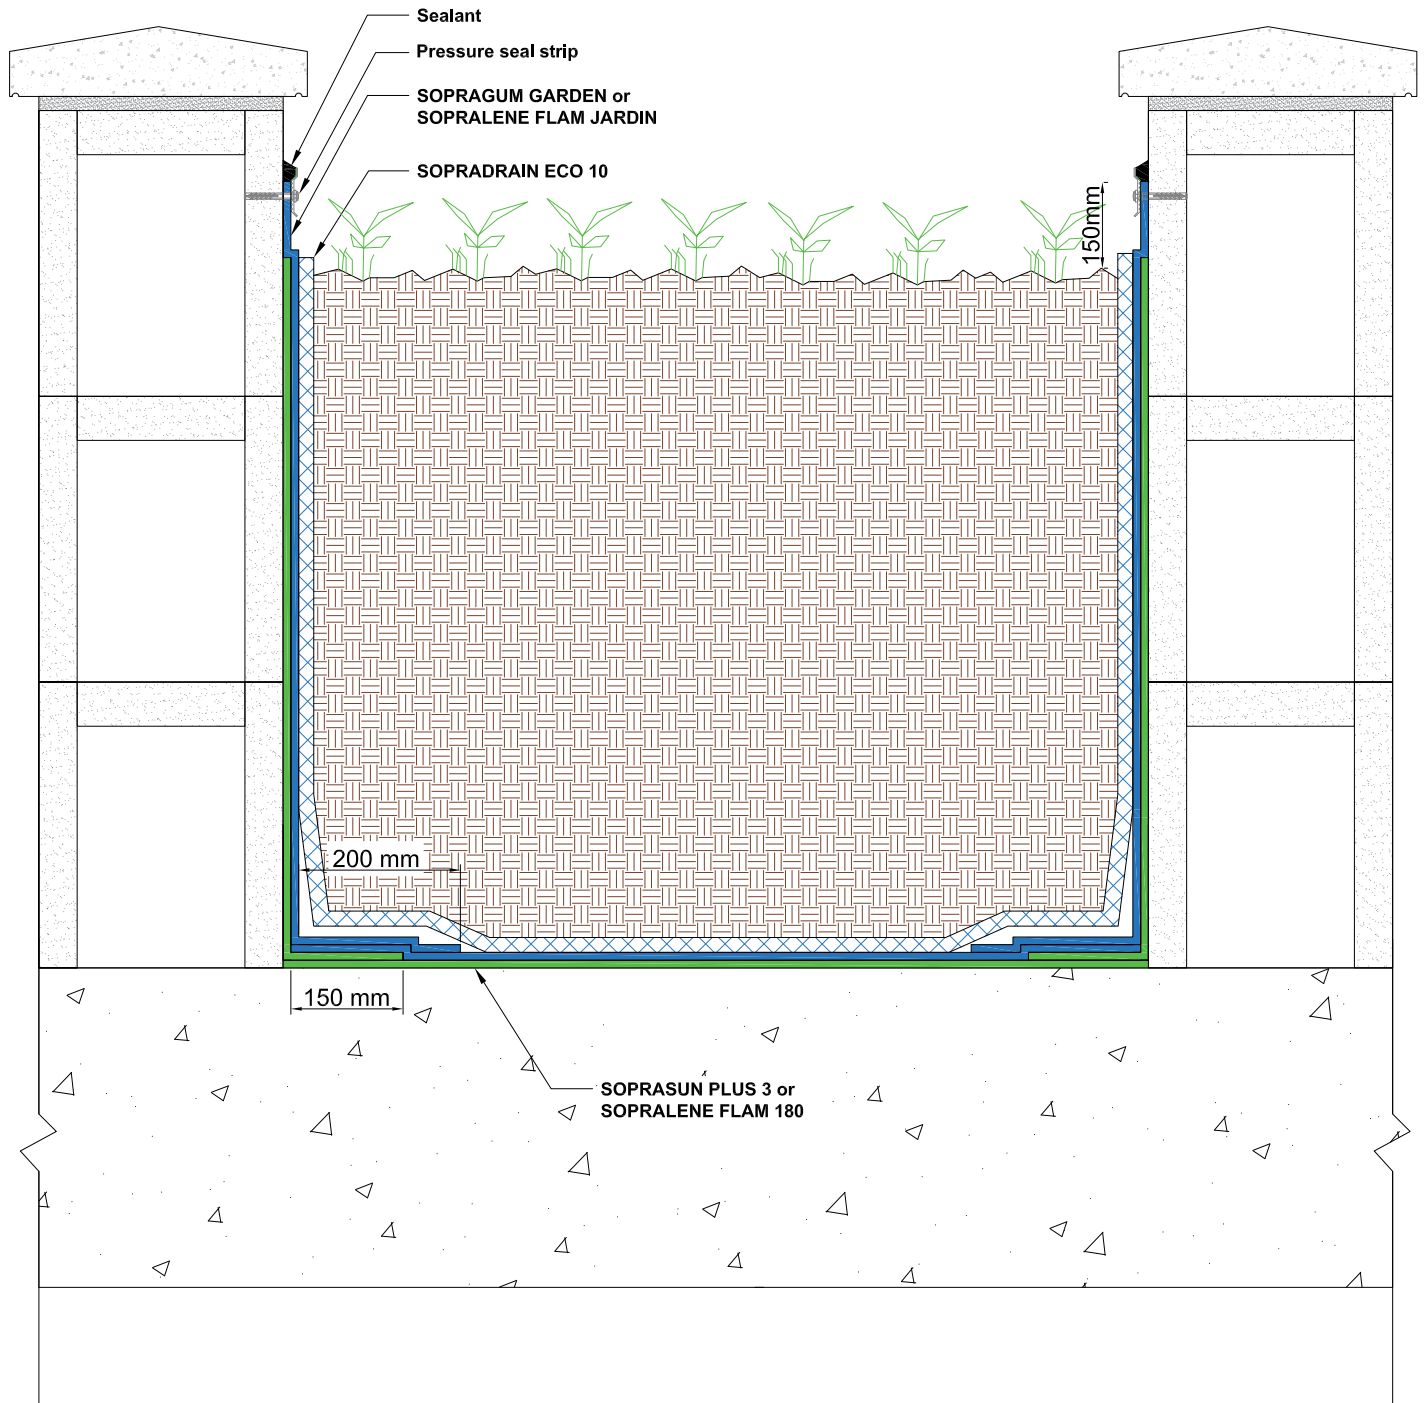 Sealant
Pressure seal strip
SOPRAGUM GARDEN or
SOPRALENE FLAM JARDIN
SOPRADRAIN ECO 10
150mm
200 mm
150 mm
SOPRASUN PLUS 3 or
SOPRALENE FLAM 180